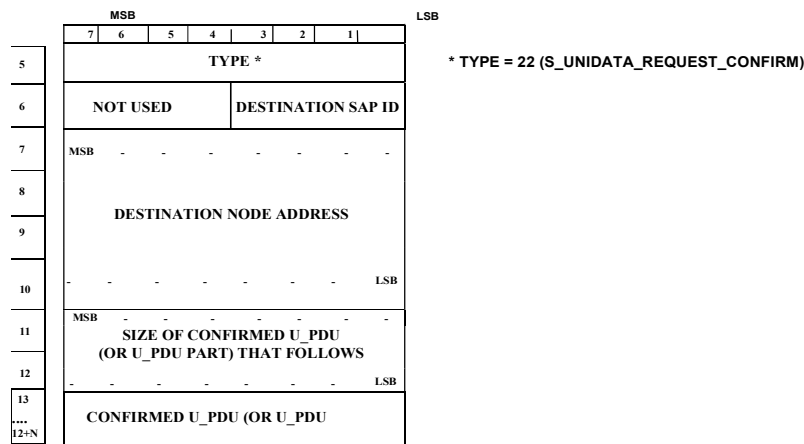 MSB LSB
7 6 5 4 3 2 1
5 TYPE * * TYPE = 22 (S_UNIDATA_REQUEST_CONFIRM)
6 NOT USED DESTINATION SAP ID
7 MSB - - - - - - -
8
DESTINATION NODE ADDRESS
9
10 - - - - - - - LSB
MSB - - - - - - -
11 SIZE OF CONFIRMED U_PDU
(OR U_PDU PART) THAT FOLLOWS
12 - - - - - - - LSB
13
.... CONFIRMED U_PDU (OR U_PDU
12+N